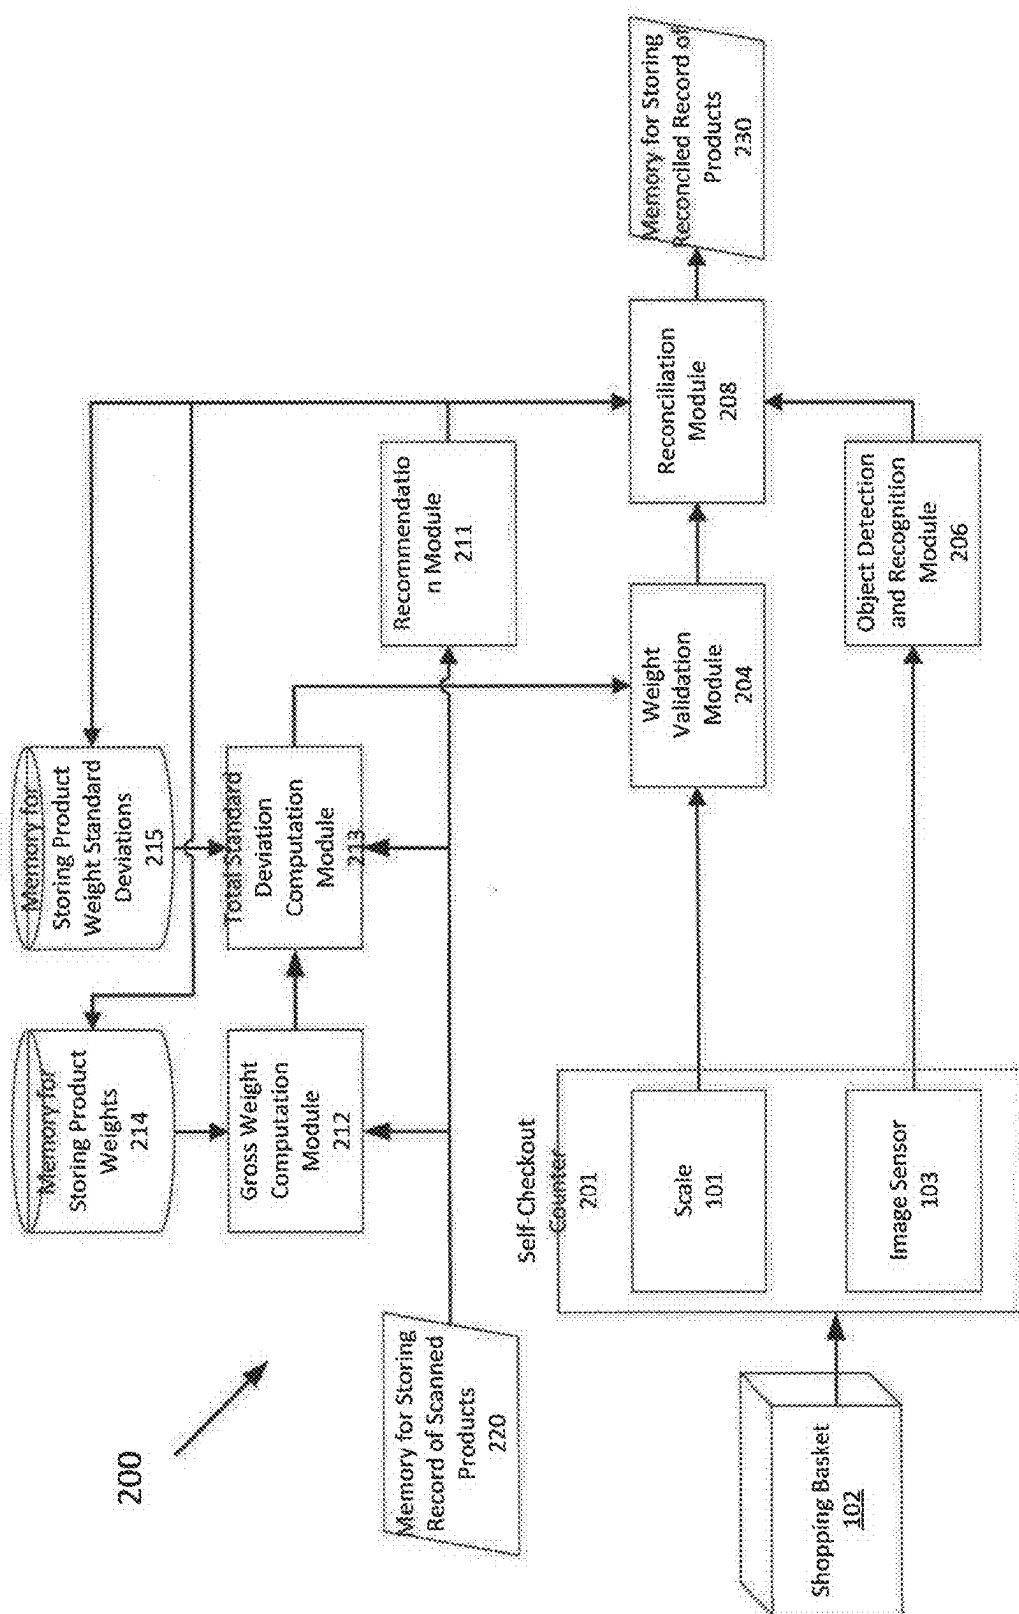 200
Memory for
Storing Product
Weights
214
Memory for
Storing Product
Weight Standard
Deviations
215
Gross Weight
Computation
Module
212
Total Standard
Deviation
Computation
Module
213
Memory for Storing
Record of Scanned
Products
220
Recommendatio
n Module
211
Self-Checkout
Counter
201
Scale
101
Image Sensor
103
Shopping Basket
102
Weight
Validation
Module
204
Reconciliation
Module
208
Memory for Storing
Reconciled Record of
Products
230
Object Detection
and Recognition
Module
206